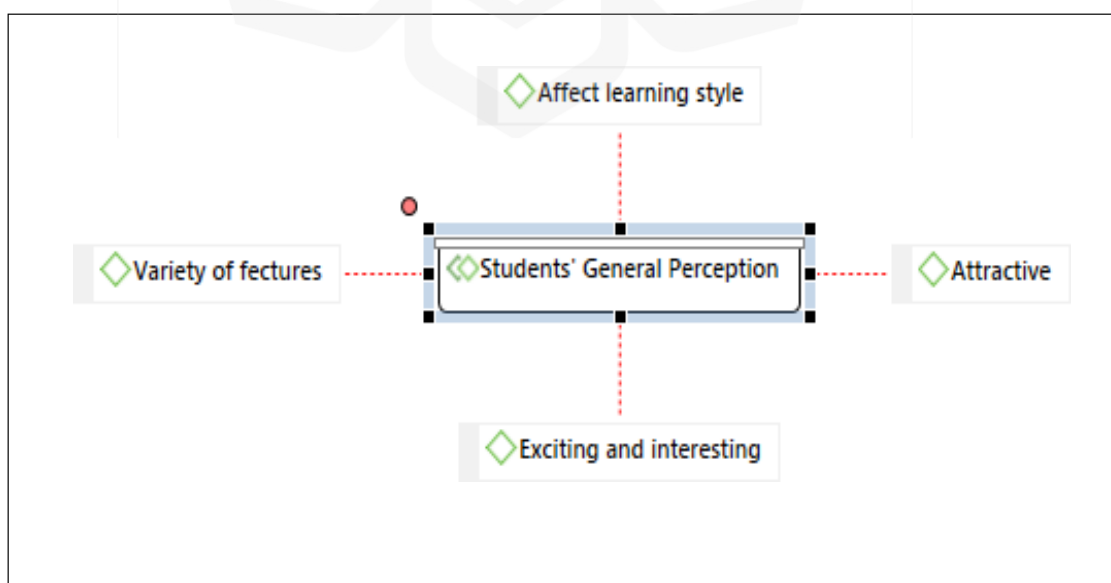 Affect learning style
Variety of fectures
Students' General Perception
Attractive
Exciting and interesting